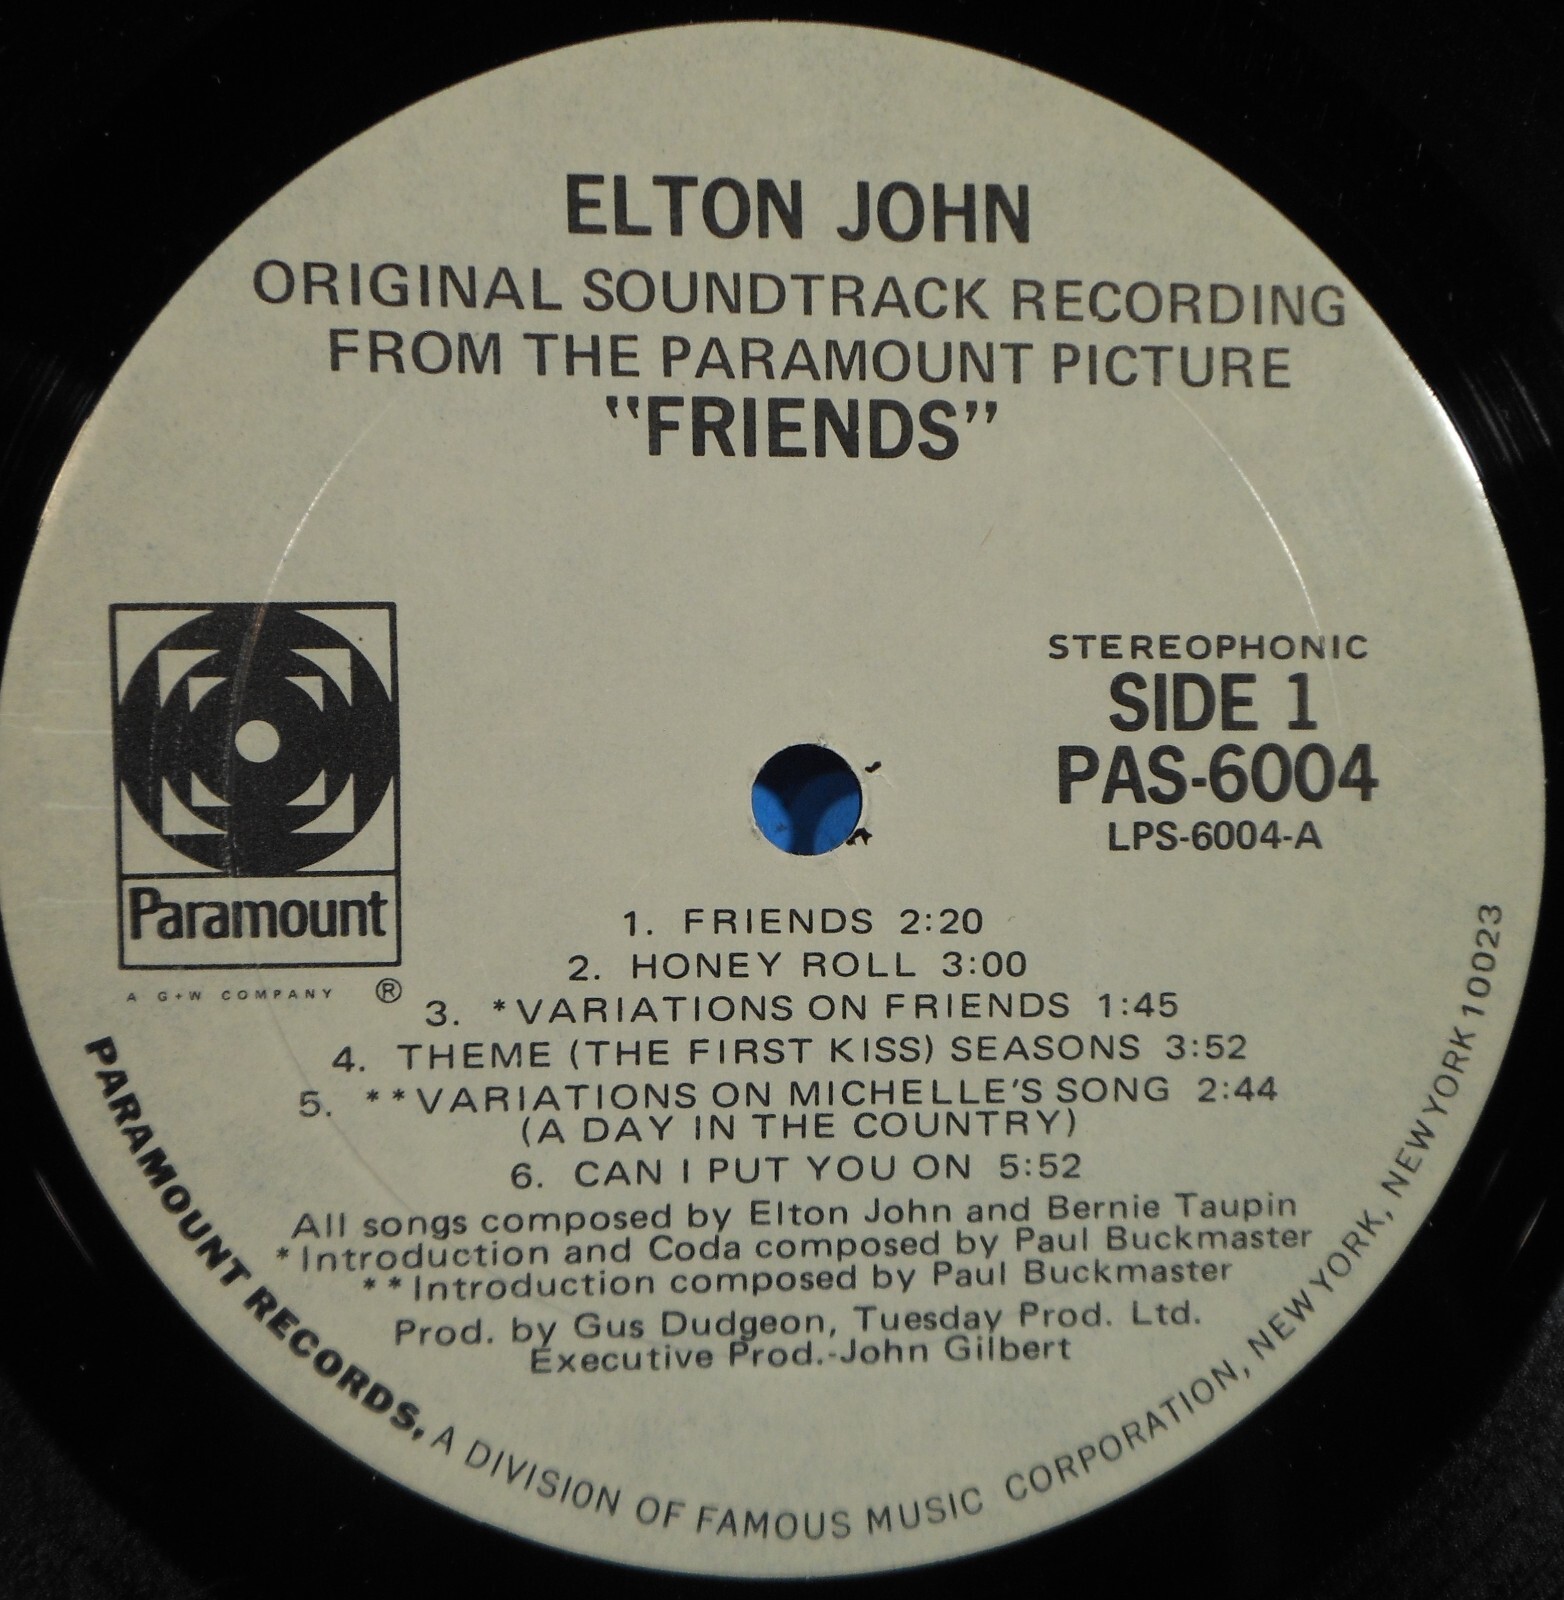 ELTON JOHN
ORIGINAL SOUNDTRACK RECORDING
FROM THE PARAMOUNT PICTURE
"FRIENDS"
STEREOPHONIC
SIDE 1
PAS-6004
LPS-6004-A
Paramount
A G+W COMPANY ®
1. FRIENDS 2:20
2. HONEY ROLL 3:00
3. *VARIATIONS ON FRIENDS 1:45
4. THEME (THE FIRST KISS) SEASONS 3:52
5. **VARIATIONS ON MICHELLE'S SONG 2:44
(A DAY IN THE COUNTRY)
6. CAN I PUT YOU ON 5:52
All songs composed by Elton John and Bernie Taupin
*Introduction and Coda composed by Paul Buckmaster
**Introduction composed by Paul Buckmaster
Prod. by Gus Dudgeon, Tuesday Prod. Ltd.
Executive Prod.-John Gilbert
PARAMOUNT RECORDS, A DIVISION OF FAMOUS MUSIC CORPORATION, NEW YORK, NEW YORK 10023